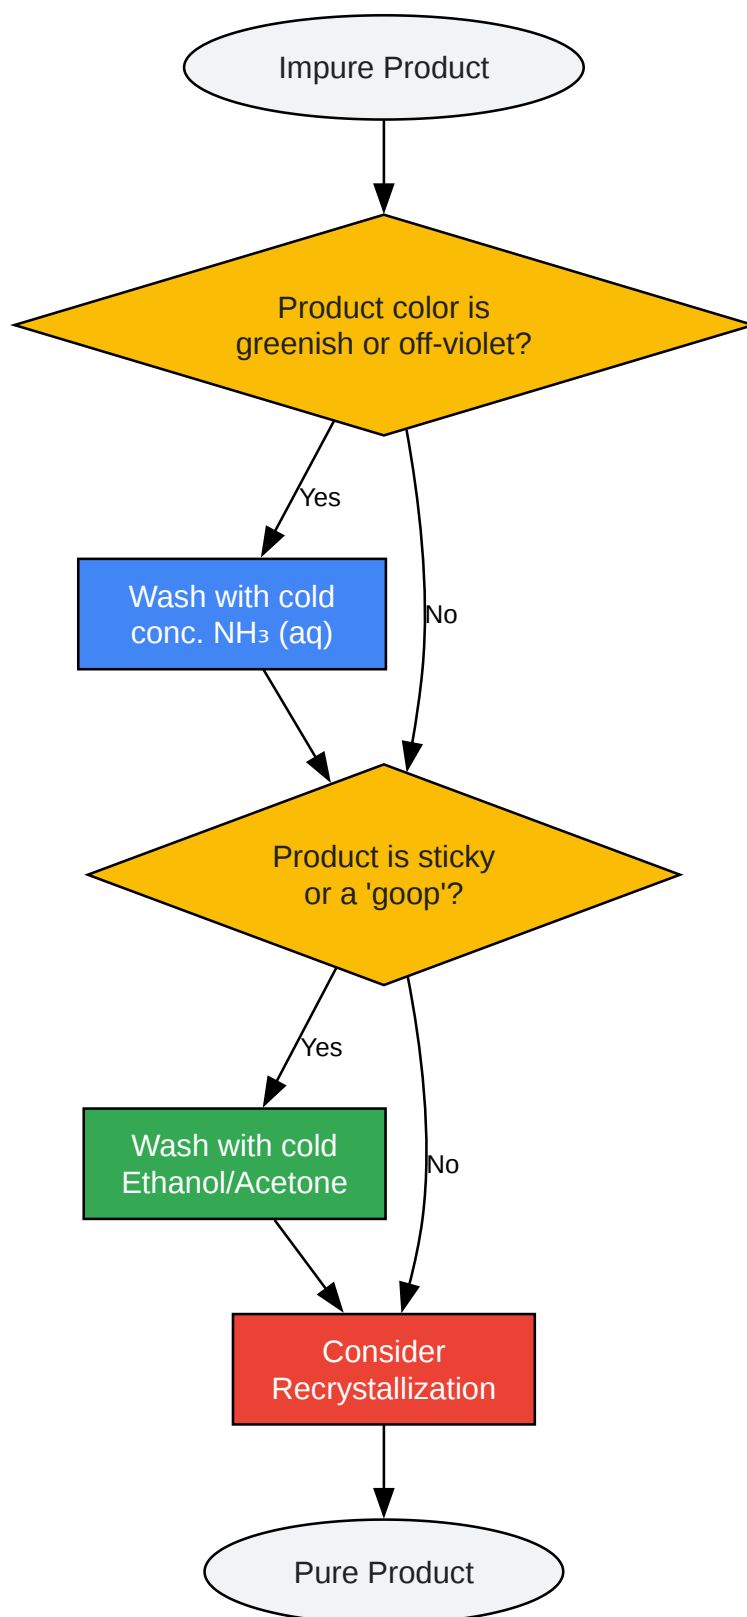 Impure Product
Product color is
greenish or off-violet?
Yes
Wash with cold
conc. NH₃ (aq)
No
Product is sticky
or a 'goop'?
Yes
Wash with cold
Ethanol/Acetone
No
Consider
Recrystallization
Pure Product